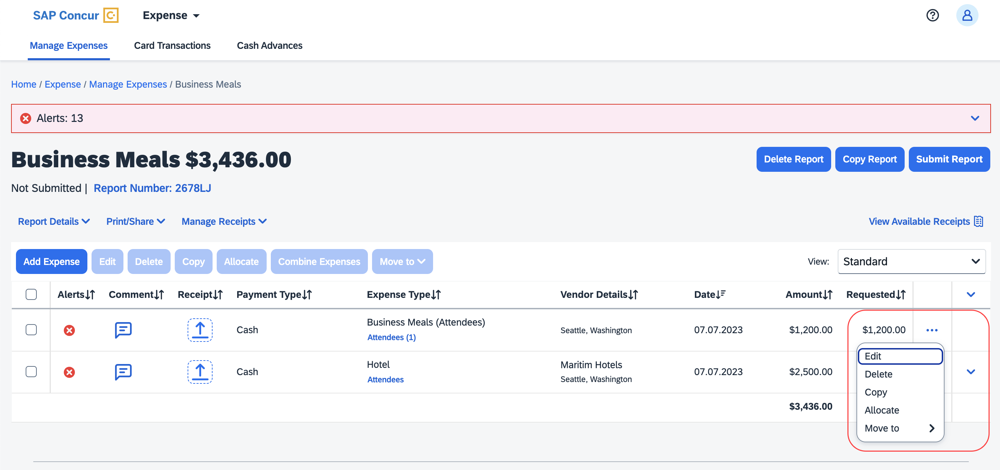 SAP Concur C Expense
Manage Expenses Card Transactions Cash Advances
Home / Expense / Manage Expenses / Business Meals
Alerts: 13
Business Meals $3,436.00
Delete Report Copy Report Submit Report
Not Submitted | Report Number: 2678LJ
Report Details Print/Share Manage Receipts View Available Receipts
Add Expense Edit Delete Copy Allocate Combine Expenses Move to View: Standard
Alerts Comment Receipt Payment Type Expense Type Vendor Details Date Amount Requested
Business Meals (Attendees)
Cash Seattle, Washington 07.07.2023 $1,200.00 $1,200.00
Attendees (1)
Hotel Maritim Hotels
Cash 07.07.2023 $2,500.00
Attendees Seattle, Washington
$3,436.00
Edit
Delete
Copy
Allocate
Move to